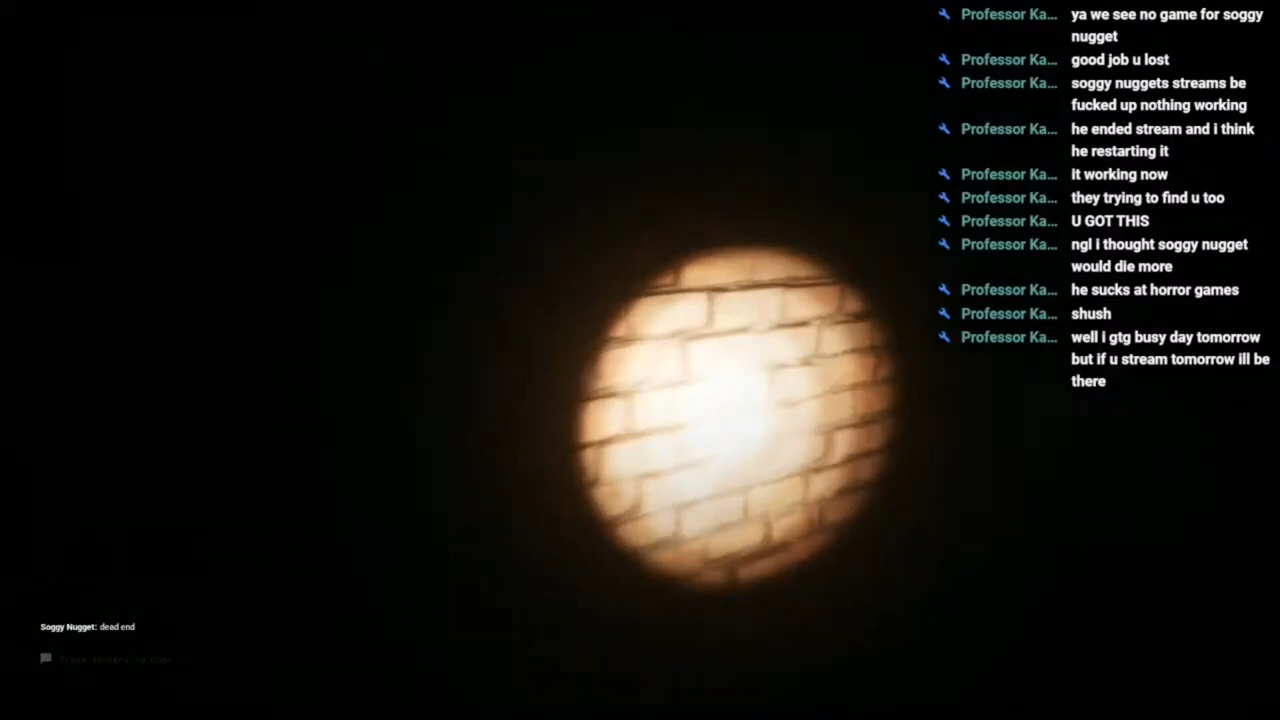 Professor Ka... ya we see no game for soggy
nugget
Professor Ka... good job u lost
Professor Ka... soggy nuggets streams be
fucked up nothing working
Professor Ka... he ended stream and i think
he restarting it
Professor Ka... it working now
Professor Ka... they trying to find u too
Professor Ka... U GOT THIS
Professor Ka... ngl i thought soggy nugget
would die more
Professor Ka... he sucks at horror games
Professor Ka... shush
Professor Ka... well i gtg busy day tomorrow
but if u stream tomorrow ill be
there
Soggy Nugget: dead end